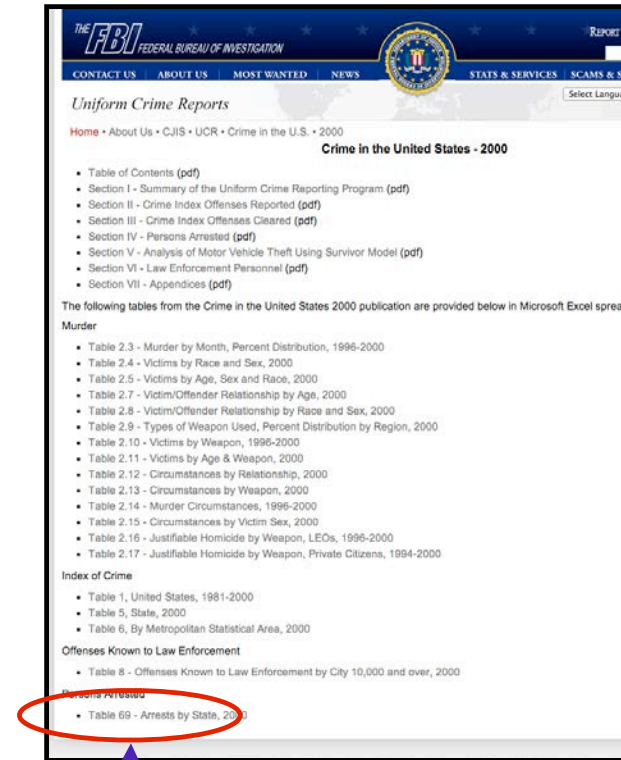 THE FBI FEDERAL BUREAU OF INVESTIGATION
REPORT
CONTACT US ABOUT US MOST WANTED NEWS STATS & SERVICES SCAMS & S
Uniform Crime Reports
Select Langua
Home • About Us • CJIS • UCR • Crime in the U.S. • 2000
Crime in the United States - 2000
• Table of Contents (pdf)
• Section I - Summary of the Uniform Crime Reporting Program (pdf)
• Section II - Crime Index Offenses Reported (pdf)
• Section III - Crime Index Offenses Cleared (pdf)
• Section IV - Persons Arrested (pdf)
• Section V - Analysis of Motor Vehicle Theft Using Survivor Model (pdf)
• Section VI - Law Enforcement Personnel (pdf)
• Section VII - Appendices (pdf)
The following tables from the Crime in the United States 2000 publication are provided below in Microsoft Excel sprea
Murder
• Table 2.3 - Murder by Month, Percent Distribution, 1996-2000
• Table 2.4 - Victims by Race and Sex, 2000
• Table 2.5 - Victims by Age, Sex and Race, 2000
• Table 2.7 - Victim/Offender Relationship by Age, 2000
• Table 2.8 - Victim/Offender Relationship by Race and Sex, 2000
• Table 2.9 - Types of Weapon Used, Percent Distribution by Region, 2000
• Table 2.10 - Victims by Weapon, 1996-2000
• Table 2.11 - Victims by Age & Weapon, 2000
• Table 2.12 - Circumstances by Relationship, 2000
• Table 2.13 - Circumstances by Weapon, 2000
• Table 2.14 - Murder Circumstances, 1996-2000
• Table 2.15 - Circumstances by Victim Sex, 2000
• Table 2.16 - Justifiable Homicide by Weapon, LEOs, 1996-2000
• Table 2.17 - Justifiable Homicide by Weapon, Private Citizens, 1994-2000
Index of Crime
• Table 1, United States, 1981-2000
• Table 5, State, 2000
• Table 6, By Metropolitan Statistical Area, 2000
Offenses Known to Law Enforcement
• Table 8 - Offenses Known to Law Enforcement by City 10,000 and over, 2000
Persons Arrested
• Table 69 - Arrests by State, 2000